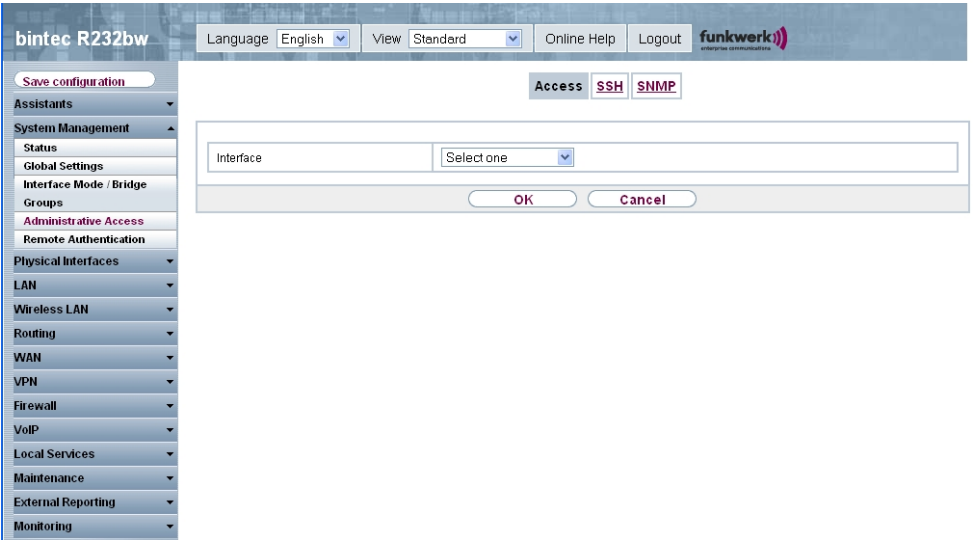 bintec R232bw
Language English View Standard Online Help Logout funkwerk
enterprise communications
Save configuration
Access SSH SNMP
Assistants
System Management
Status
Global Settings
Interface Mode / Bridge
Groups
Administrative Access
Remote Authentication
Physical Interfaces
LAN
Wireless LAN
Routing
WAN
VPN
Firewall
VoIP
Local Services
Maintenance
External Reporting
Monitoring
Interface Select one
OK Cancel